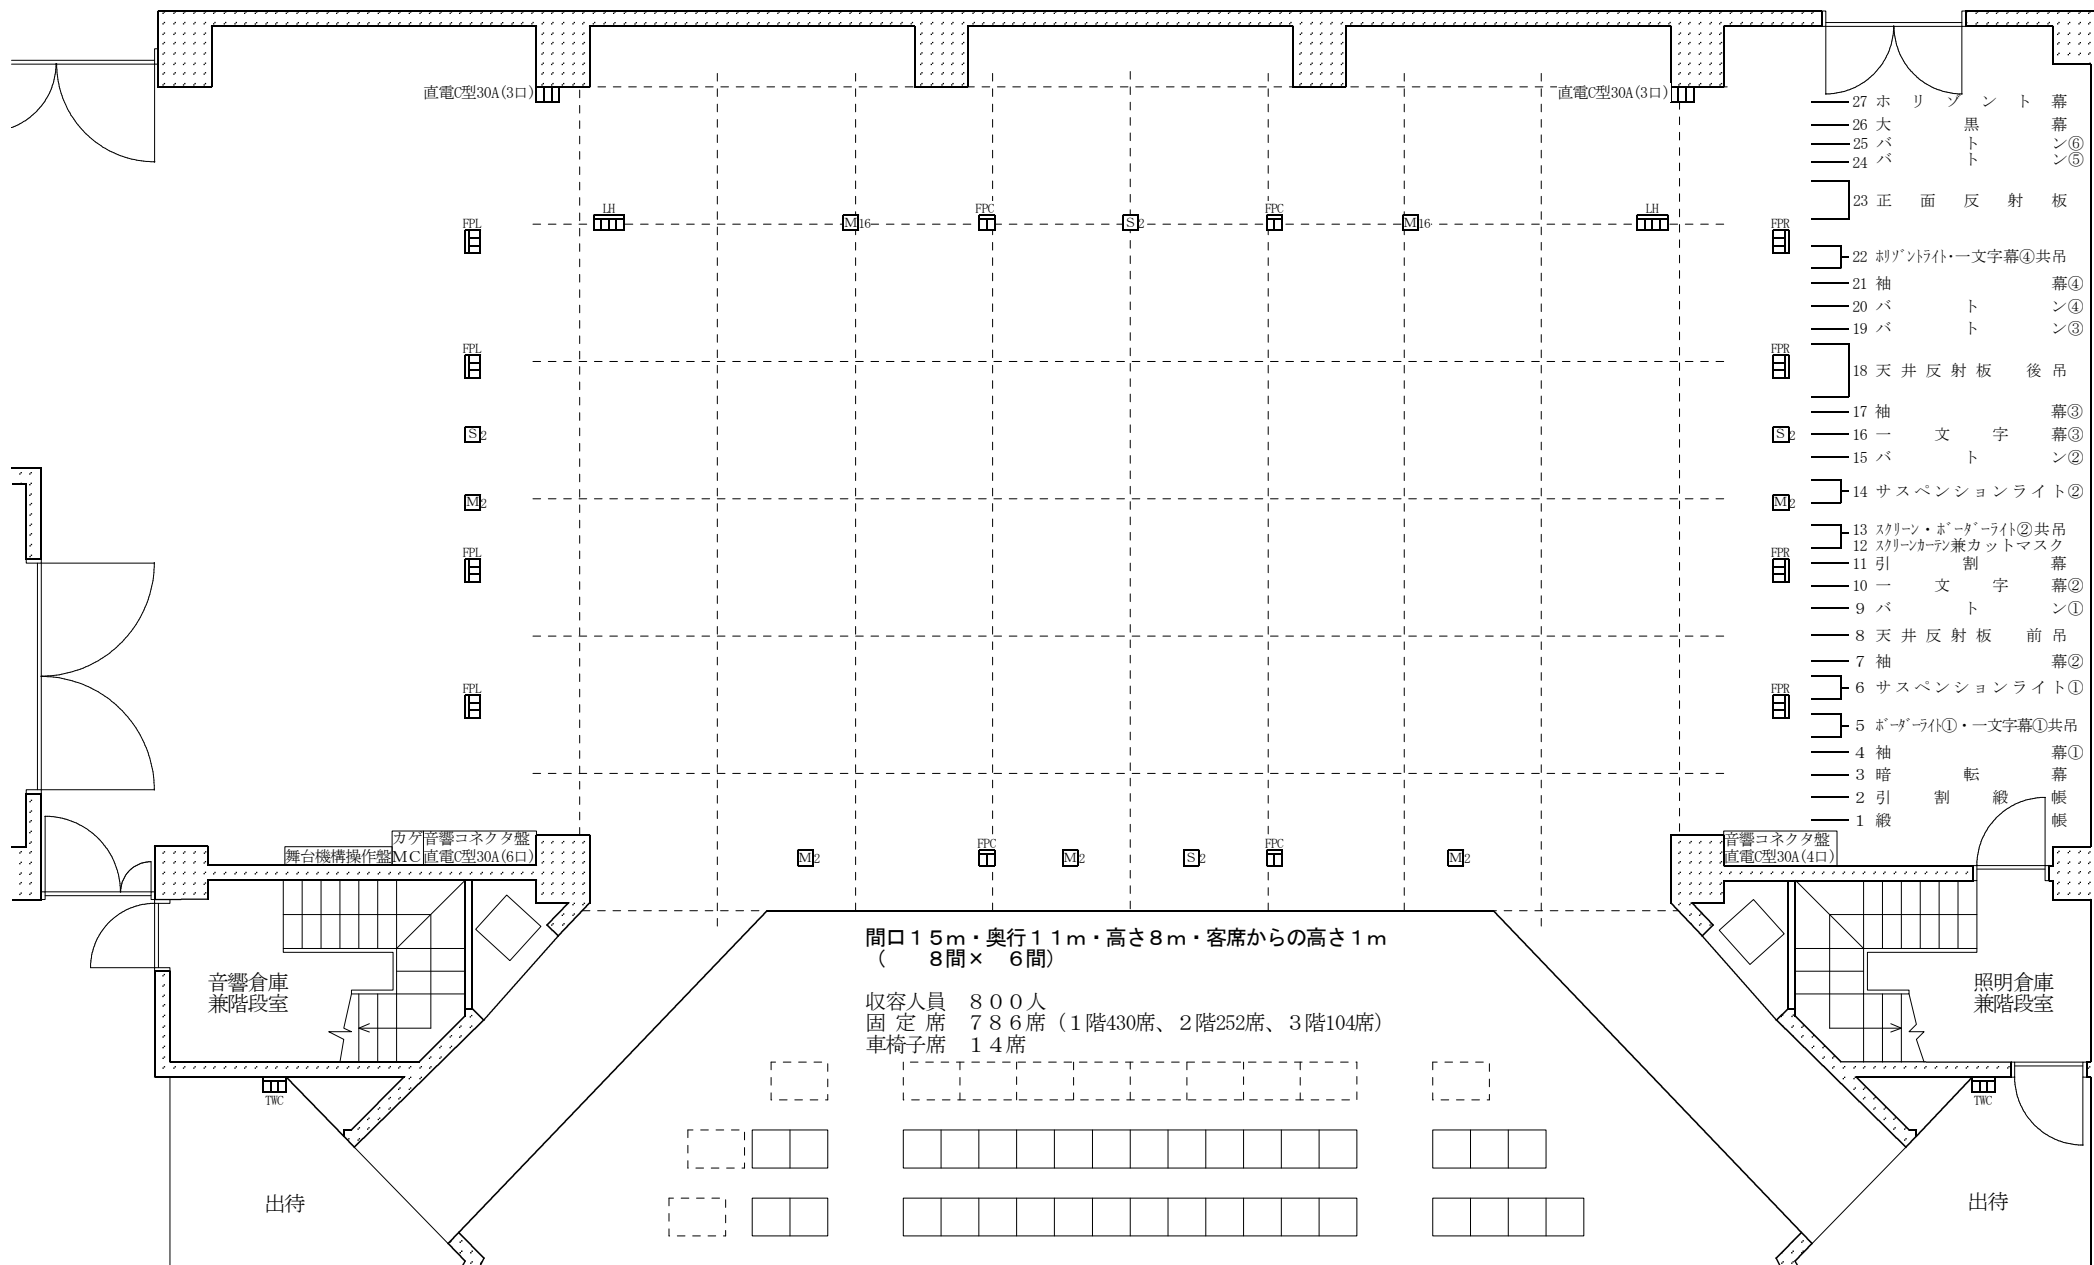 直電C型30A(3口)
直電C型30A(3口)
27 ホリゾント幕
26 大黒幕
25 バトン⑥
24 バトン⑤
23 正面反射板
22 ホリゾントライト・一文字幕④共吊
21 袖幕④
20 バトン④
19 バトン③
18 天井反射板 後吊
17 袖幕③
16 一文字幕③
15 バトン②
14 サスペンションライト②
13 スクリーン・ボーダーライト②共吊
12 スクリーンカーテン兼カットマスク
11 引割幕
10 一文字幕②
9 バトン①
8 天井反射板 前吊
7 袖幕②
6 サスペンションライト①
5 ボーダーライト①・一文字幕①共吊
4 袖幕①
3 暗転幕
2 引割緞帳
1 緞帳
FPL
LH
M16
FPC
S2
FPC
M16
LH
FPR
FPL
FPR
S2
S2
M2
M2
FPL
FPR
FPL
FPR
舞台機構操作盤
カゲMC
音響コネクタ盤
直電C型30A(6口)
M2
FPC
M2
S2
FPC
M2
音響コネクタ盤
直電C型30A(4口)
間口15m・奥行11m・高さ8m・客席からの高さ1m
(　8間×　6間)
収容人員　800人
固定席　786席（1階430席、2階252席、3階104席）
車椅子席　14席
音響倉庫
兼階段室
照明倉庫
兼階段室
TWC
TWC
出待
出待